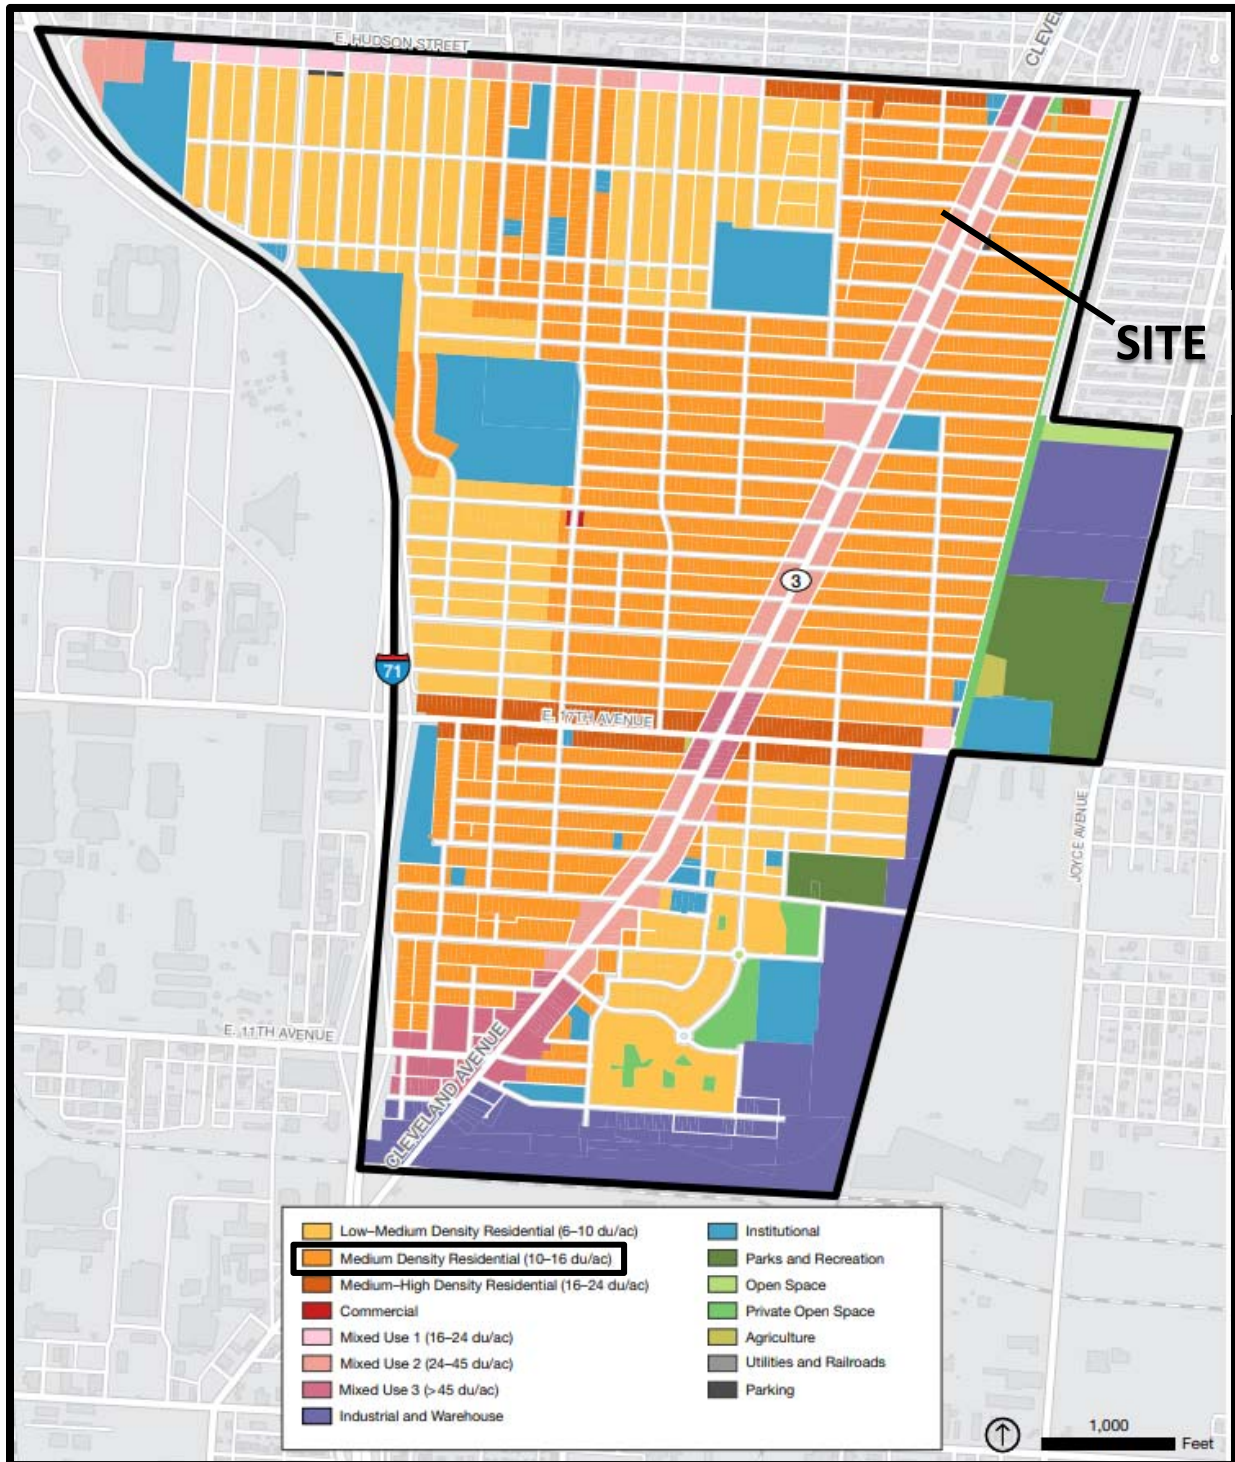 E. HUDSON STREET
CLEVEL
SITE
3
71
E. 17TH AVENUE
JOYCE AVENUE
E. 11TH AVENUE
CLEVELAND AVENUE
Low–Medium Density Residential (6–10 du/ac)
Medium Density Residential (10–16 du/ac)
Medium–High Density Residential (16–24 du/ac)
Commercial
Mixed Use 1 (16–24 du/ac)
Mixed Use 2 (24–45 du/ac)
Mixed Use 3 (>45 du/ac)
Industrial and Warehouse
Institutional
Parks and Recreation
Open Space
Private Open Space
Agriculture
Utilities and Railroads
Parking
1,000
Feet